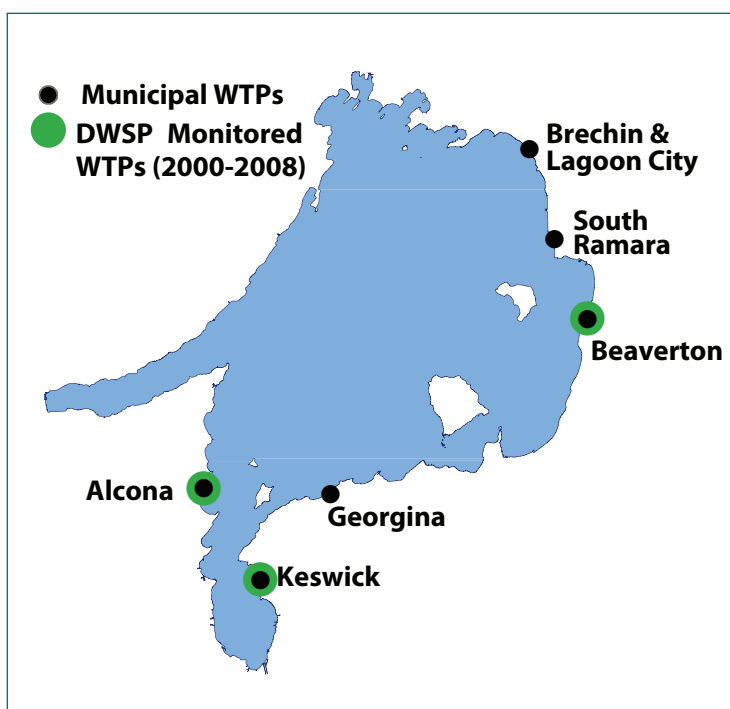 Municipal WTPs
DWSP Monitored
WTPs (2000-2008)
Brechin &
Lagoon City
South
Ramara
Beaverton
Alcona
Georgina
Keswick